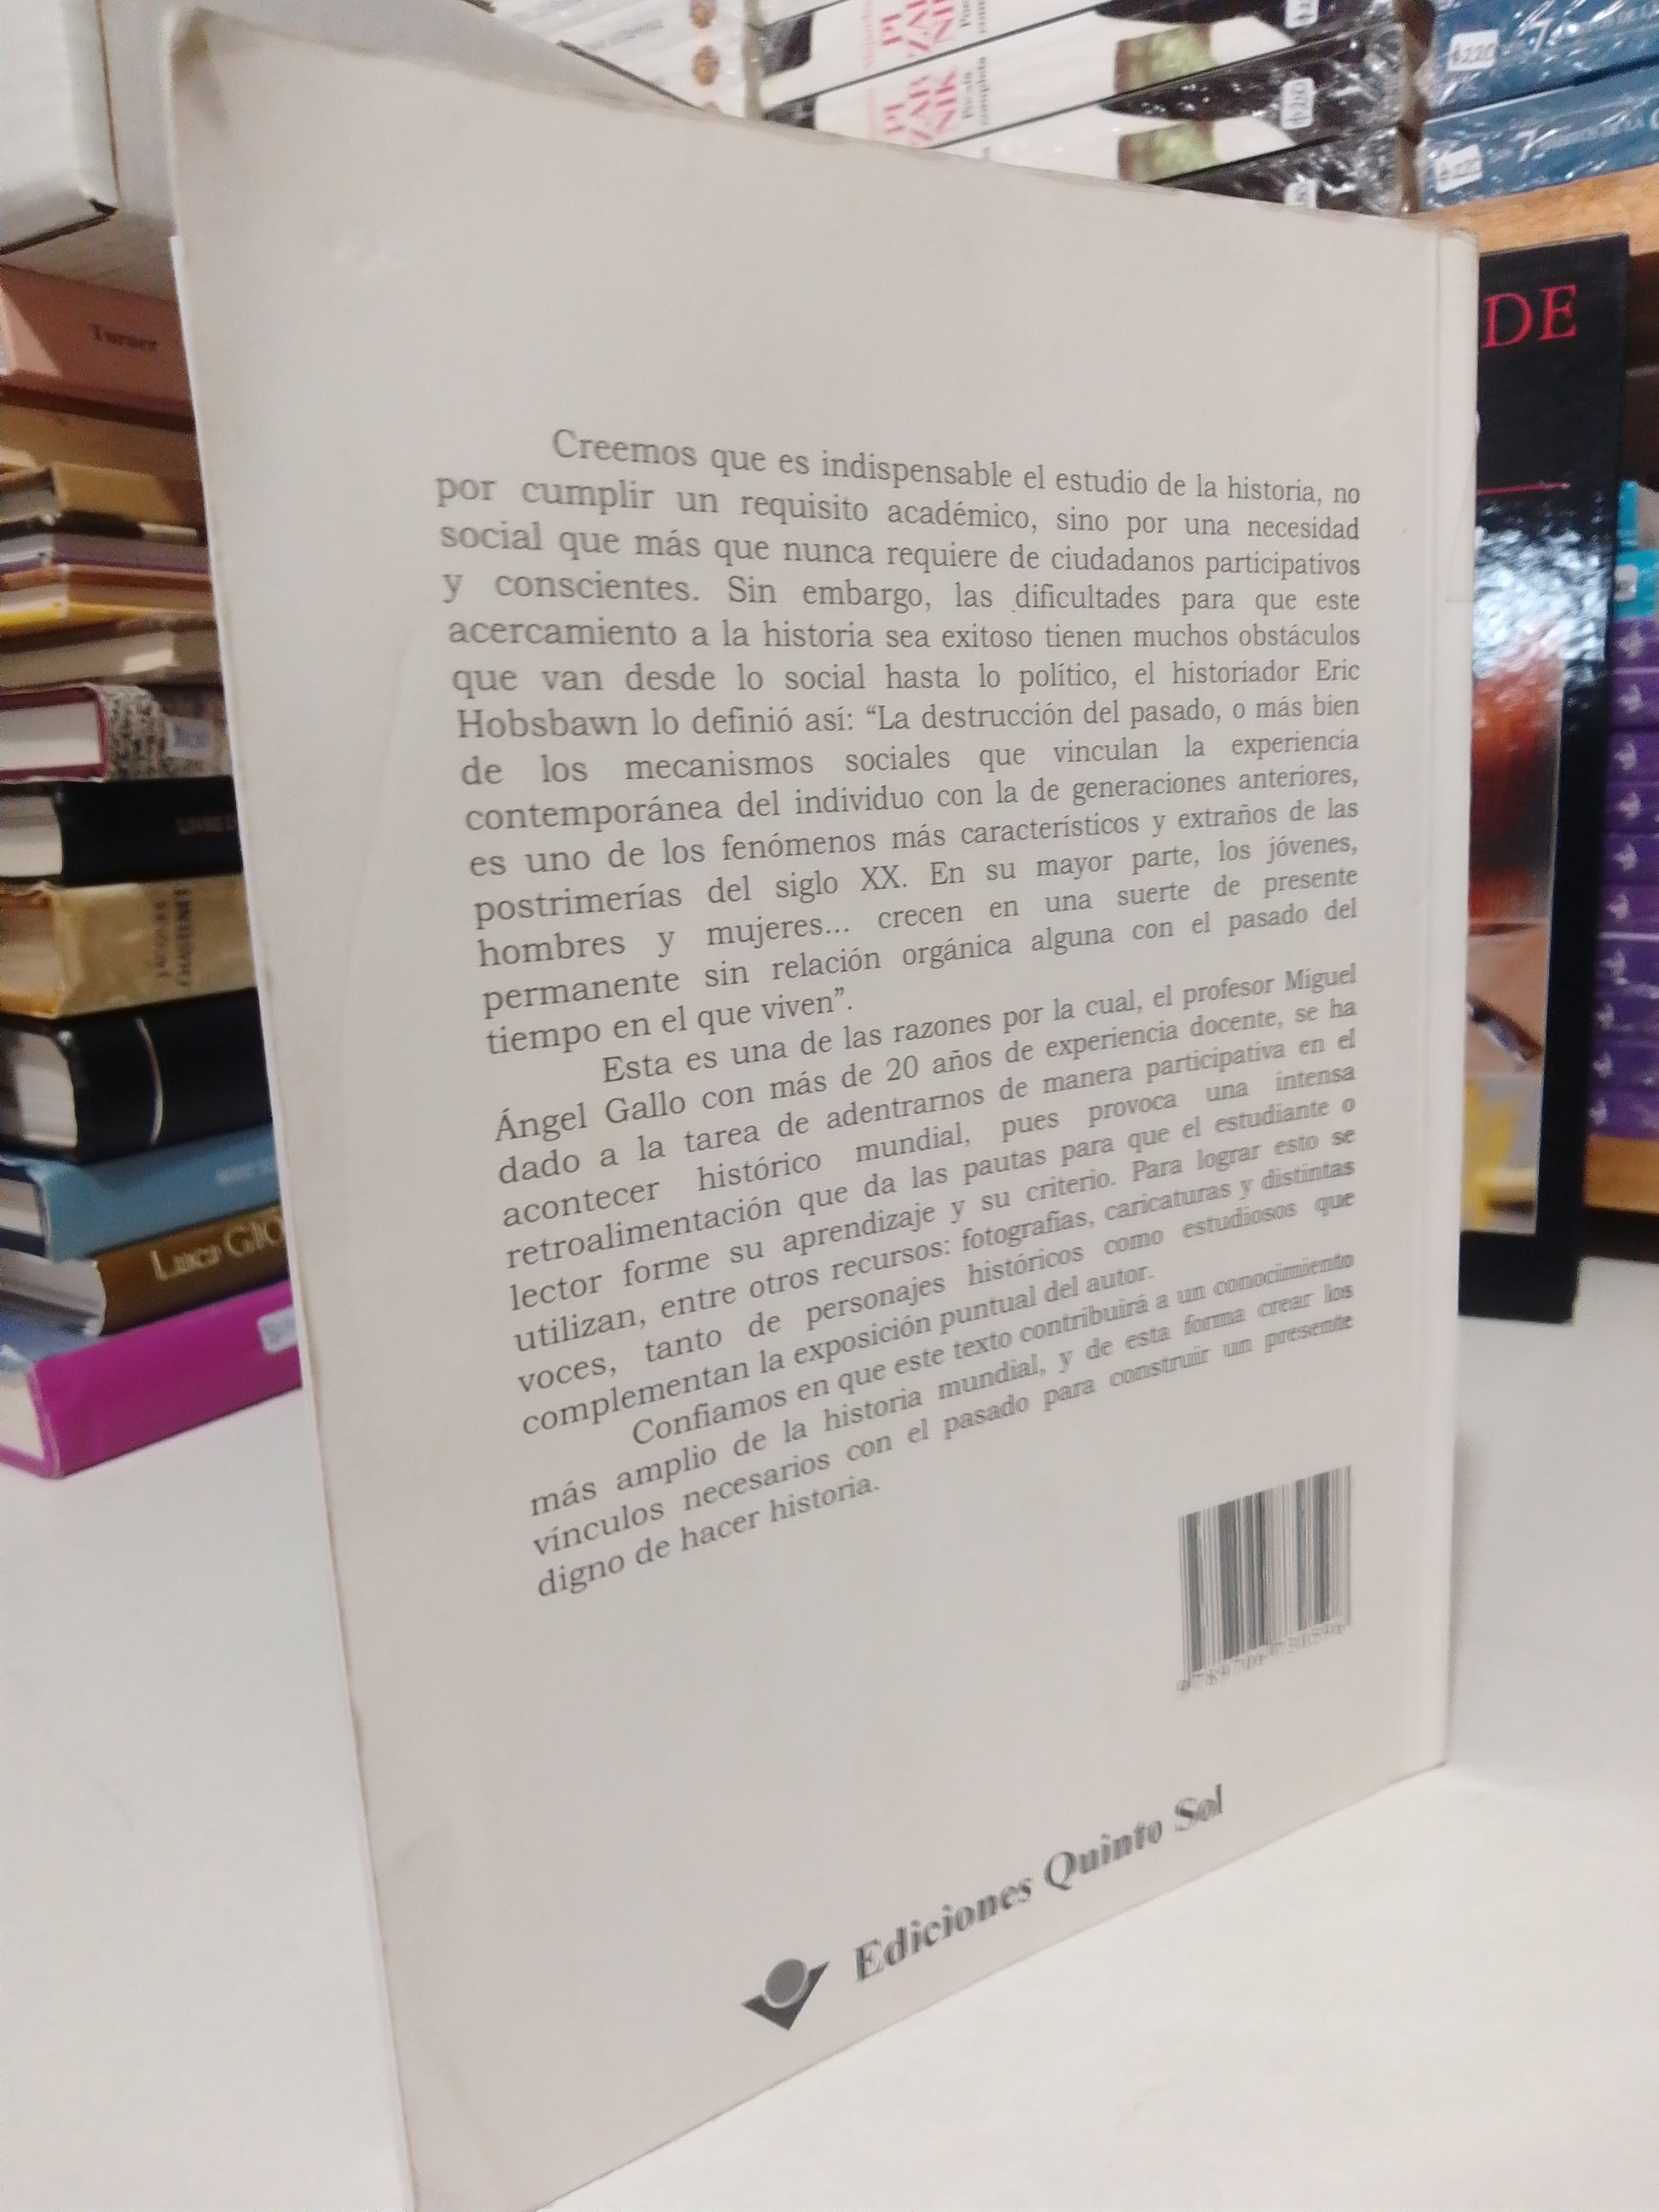 Creemos que es indispensable el estudio de la historia, no
por cumplir un requisito académico, sino por una necesidad
social que más que nunca requiere de ciudadanos participativos
y conscientes. Sin embargo, las dificultades para que este
acercamiento a la historia sea exitoso tienen muchos obstáculos
que van desde lo social hasta lo político, el historiador Eric
Hobsbawn lo definió así: “La destrucción del pasado, o más bien
de los mecanismos sociales que vinculan la experiencia
contemporánea del individuo con la de generaciones anteriores,
es uno de los fenómenos más característicos y extraños de las
postrimerías del siglo XX. En su mayor parte, los jóvenes,
hombres y mujeres... crecen en una suerte de presente
permanente sin relación orgánica alguna con el pasado del
tiempo en el que viven”.
Esta es una de las razones por la cual, el profesor Miguel
Ángel Gallo con más de 20 años de experiencia docente, se ha
dado a la tarea de adentrarnos de manera participativa en el
acontecer histórico mundial, pues provoca una intensa
retroalimentación que da las pautas para que el estudiante o
lector forme su aprendizaje y su criterio. Para lograr esto se
utilizan, entre otros recursos: fotografías, caricaturas y distintas
voces, tanto de personajes históricos como estudiosos que
complementan la exposición puntual del autor.
Confiamos en que este texto contribuirá a un conocimiento
más amplio de la historia mundial, y de esta forma crear los
vínculos necesarios con el pasado para construir un presente
digno de hacer historia.
Ediciones Quinto Sol
Turner
Luca
DE
PI
ZAR
NIK
Poesía
completa
$220